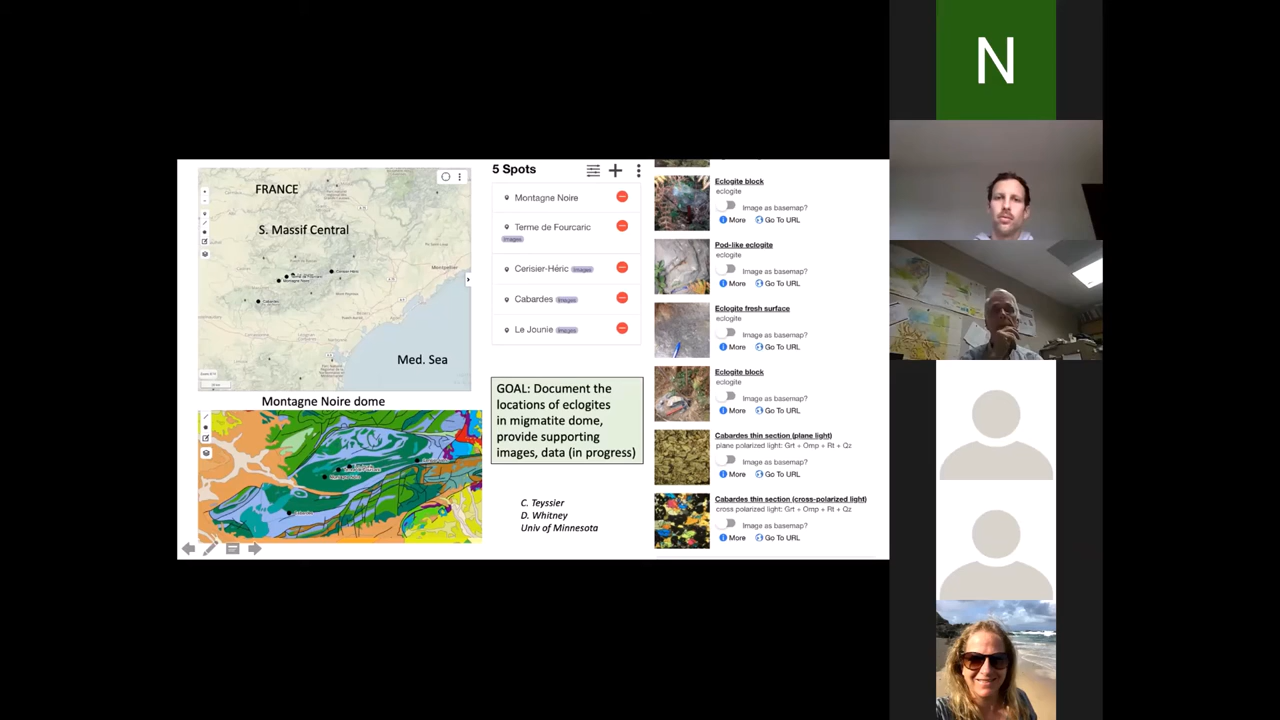 FRANCE
S. Massif Central
Med. Sea
Montpellier
Montagne Noire dome
5 Spots
Montagne Noire
Terme de Fourcaric
Images
Cerisier-Héric Images
Cabardes Images
Le Jounie Images
GOAL: Document the
locations of eclogites
in migmatite dome,
provide supporting
images, data (in progress)
C. Teyssier
D. Whitney
Univ of Minnesota
Eclogite block
eclogite
Image as basemap?
More Go To URL
Pod-like eclogite
eclogite
Image as basemap?
More Go To URL
Eclogite fresh surface
eclogite
Image as basemap?
More Go To URL
Eclogite block
eclogite
Image as basemap?
More Go To URL
Cabardes thin section (plane light)
plane polarized light: Grt + Omp + Rt + Qz
Image as basemap?
More Go To URL
Cabardes thin section (cross-polarized light)
cross polarized light: Grt + Omp + Rt + Qz
Image as basemap?
More Go To URL
N